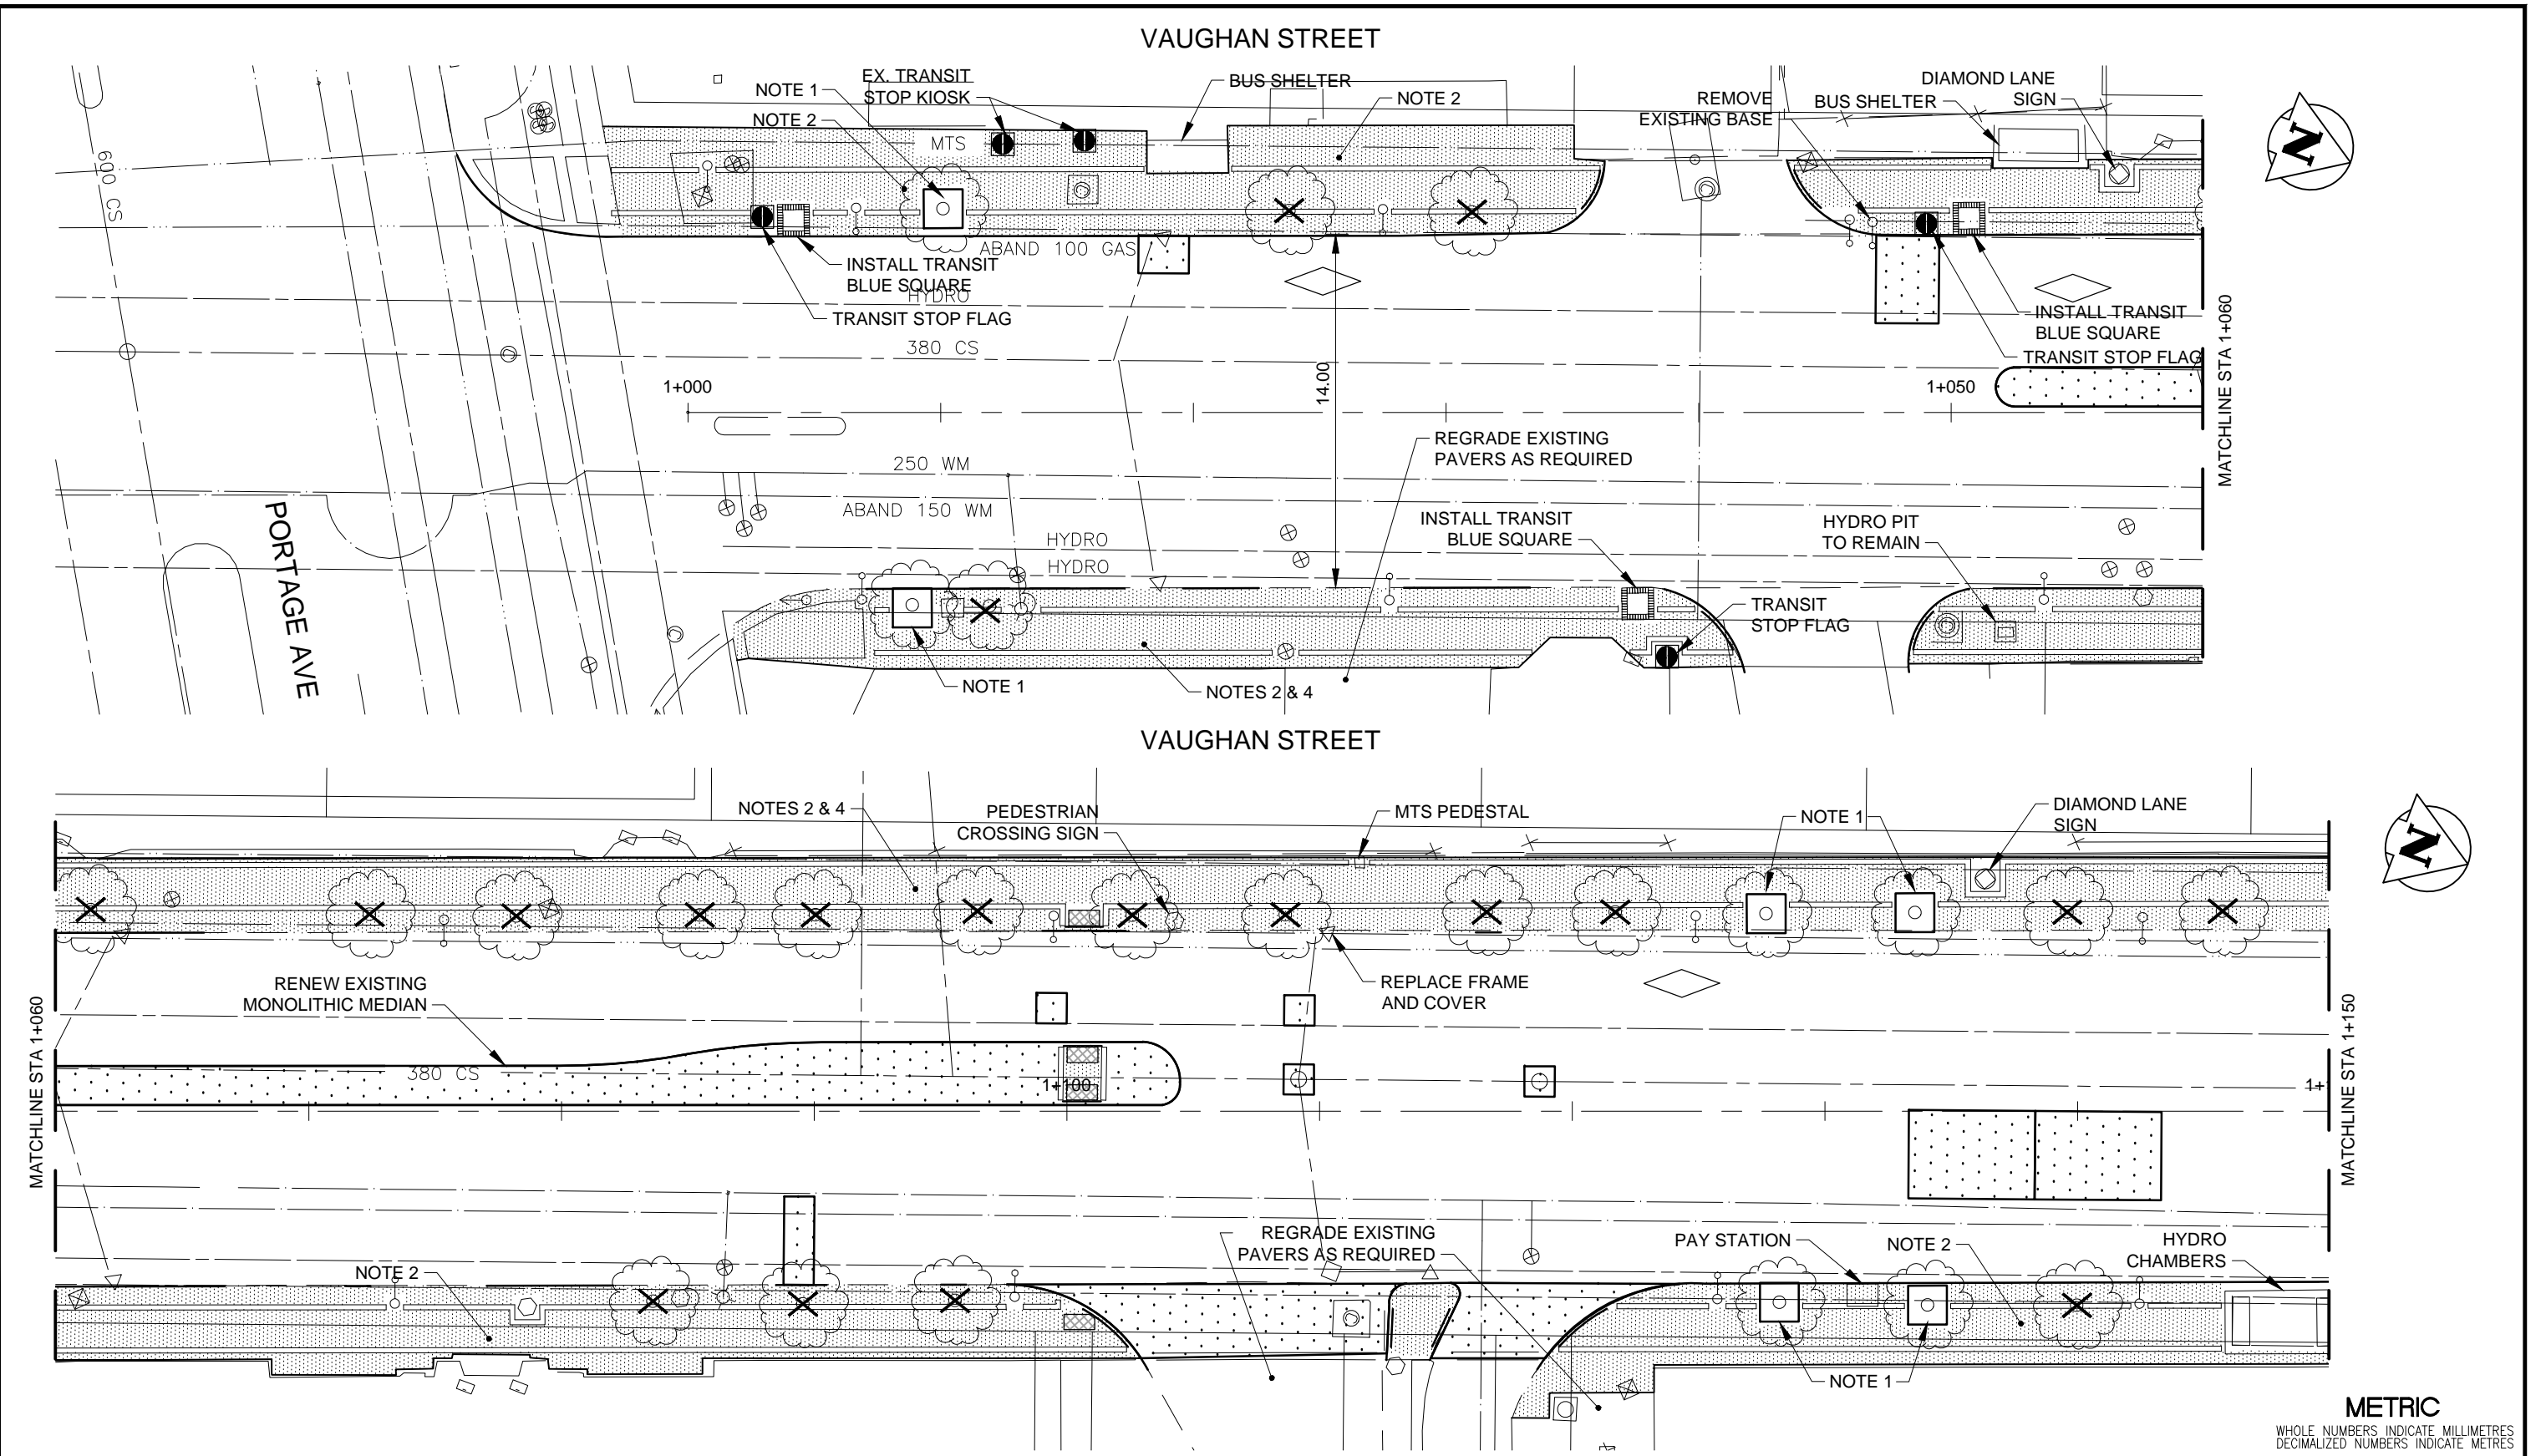 VAUGHAN STREET
NOTE 1
NOTE 2
EX. TRANSIT
STOP KIOSK
BUS SHELTER
NOTE 2
REMOVE
EXISTING BASE
BUS SHELTER
DIAMOND LANE
SIGN
N
MTS
600 CS
ABAND 100 GAS
INSTALL TRANSIT
BLUE SQUARE
HYDRO
TRANSIT STOP FLAG
380 CS
1+000
14.00
INSTALL TRANSIT
BLUE SQUARE
TRANSIT STOP FLAG
1+050
MATCHLINE STA 1+060
REGRADE EXISTING
PAVERS AS REQUIRED
250 WM
ABAND 150 WM
HYDRO
HYDRO
INSTALL TRANSIT
BLUE SQUARE
HYDRO PIT
TO REMAIN
PORTAGE AVE
TRANSIT
STOP FLAG
NOTE 1
NOTES 2 & 4
VAUGHAN STREET
NOTES 2 & 4
PEDESTRIAN
CROSSING SIGN
MTS PEDESTAL
NOTE 1
DIAMOND LANE
SIGN
N
RENEW EXISTING
MONOLITHIC MEDIAN
REPLACE FRAME
AND COVER
MATCHLINE STA 1+060
380 CS
1+100
1+
MATCHLINE STA 1+150
NOTE 2
REGRADE EXISTING
PAVERS AS REQUIRED
PAY STATION
NOTE 2
HYDRO
CHAMBERS
NOTE 1
METRIC
WHOLE NUMBERS INDICATE MILLIMETRES
DECIMALIZED NUMBERS INDICATE METRES